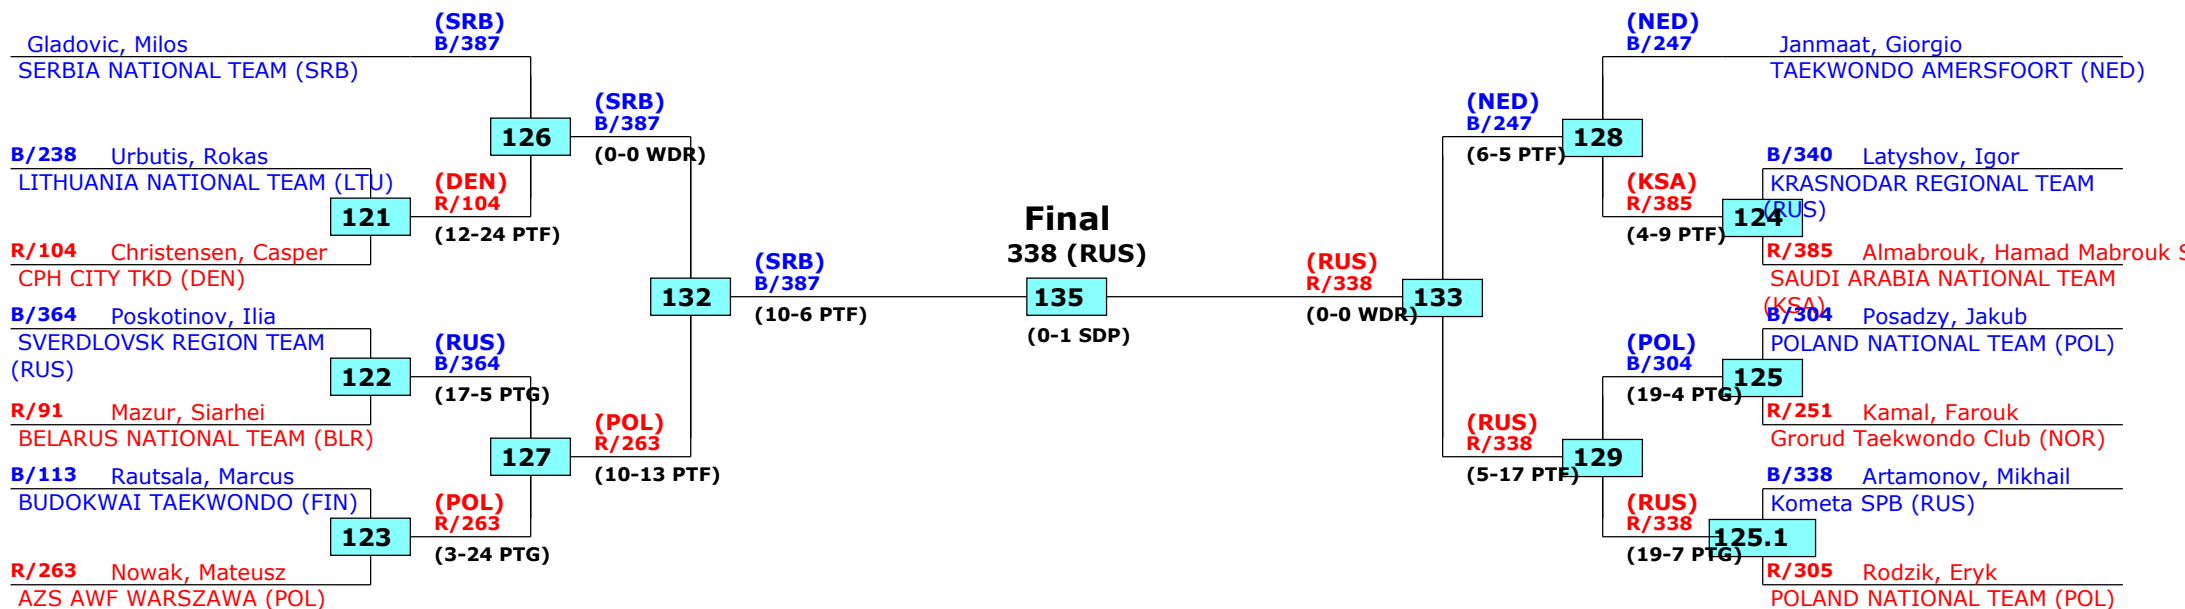 (SRB)
B/387
Gladovic, Milos
SERBIA NATIONAL TEAM (SRB)
126
(SRB)
B/387
(0-0 WDR)
B/238 Urbutis, Rokas
LITHUANIA NATIONAL TEAM (LTU)
121
(DEN)
R/104
(12-24 PTF)
R/104 Christensen, Casper
CPH CITY TKD (DEN)
132
(SRB)
B/387
(10-6 PTF)
B/364 Poskotinov, Ilia
SVERDLOVSK REGION TEAM
(RUS)
122
(RUS)
B/364
(17-5 PTG)
R/91 Mazur, Siarhei
BELARUS NATIONAL TEAM (BLR)
127
(POL)
R/263
(10-13 PTF)
B/113 Rautsala, Marcus
BUDOKWAI TAEKWONDO (FIN)
123
(POL)
R/263
(3-24 PTG)
R/263 Nowak, Mateusz
AZS AWF WARSZAWA (POL)
Final
338 (RUS)
135
(0-1 SDP)
(NED)
B/247
Janmaat, Giorgio
TAEKWONDO AMERSFOORT (NED)
(NED)
B/247
(6-5 PTF)
128
B/340 Latyshov, Igor
KRASNODAR REGIONAL TEAM
(RUS)
(KSA)
R/385
(4-9 PTF)
124
R/385 Almabrouk, Hamad Mabrouk S
SAUDI ARABIA NATIONAL TEAM
(KSA)
(RUS)
R/338
(0-0 WDR)
133
B/304 Posadzy, Jakub
POLAND NATIONAL TEAM (POL)
(POL)
B/304
(19-4 PTG)
125
R/251 Kamal, Farouk
Grorud Taekwondo Club (NOR)
(RUS)
R/338
(5-17 PTF)
129
B/338 Artamonov, Mikhail
Kometa SPB (RUS)
(RUS)
R/338
(19-7 PTG)
125.1
R/305 Rodzik, Eryk
POLAND NATIONAL TEAM (POL)